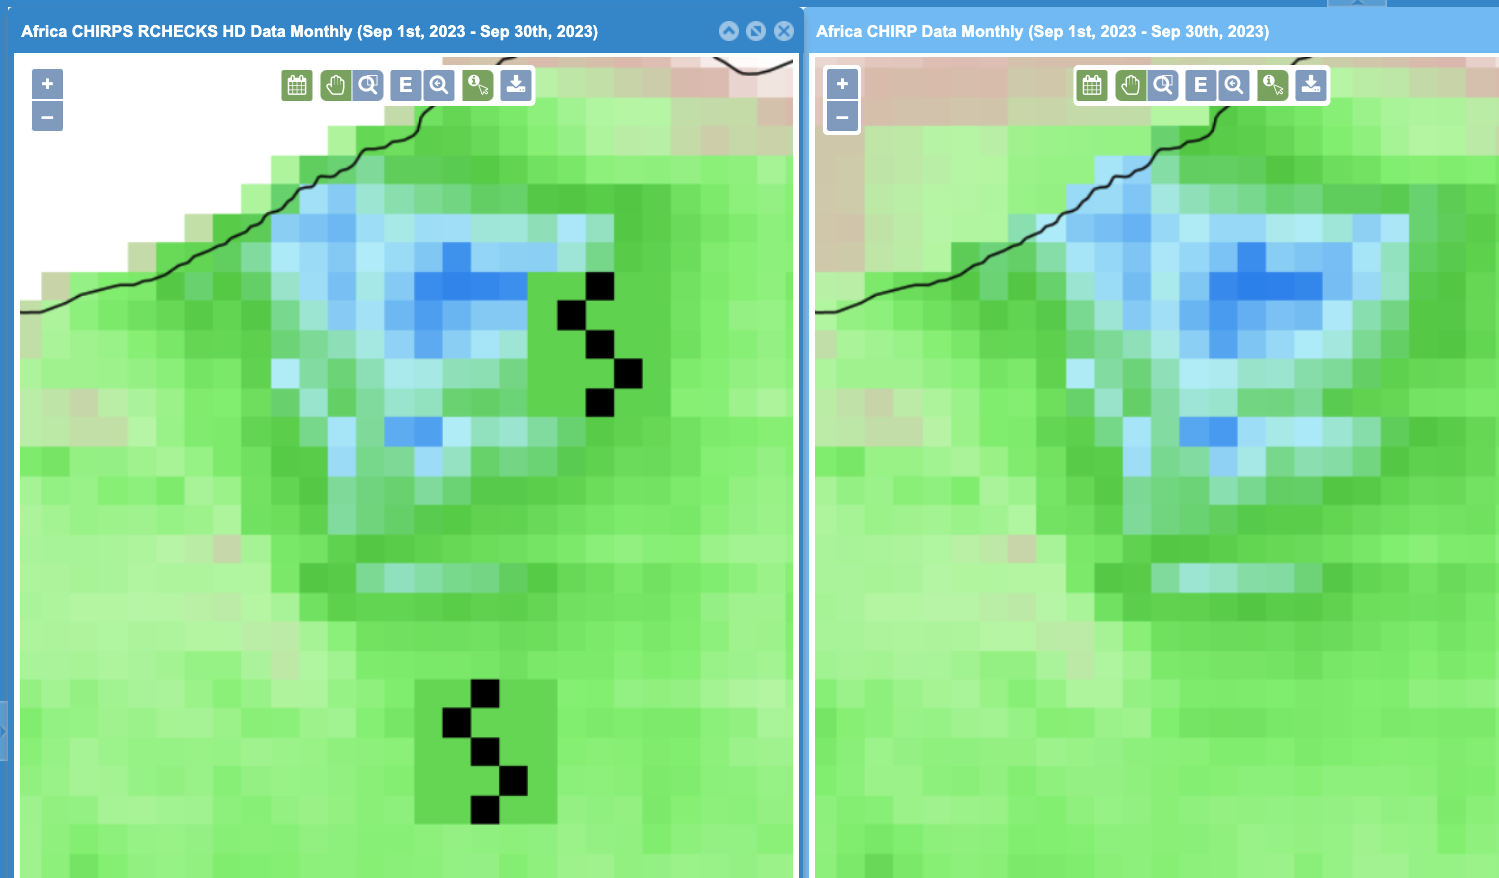 Africa CHIRPS RCHECKS HD Data Monthly (Sep 1st, 2023 - Sep 30th, 2023)
Africa CHIRP Data Monthly (Sep 1st, 2023 - Sep 30th, 2023)
+
E
i
−
+
E
i
−